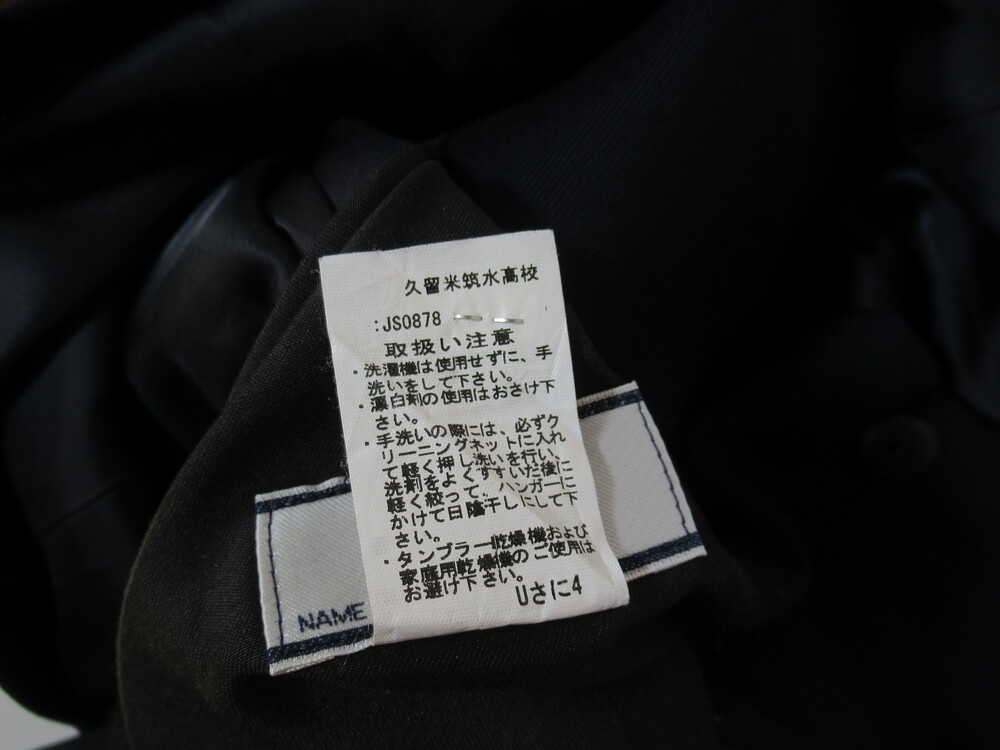 久留米筑水高校
:JS0878
取扱い注意
・洗濯機は使用せずに、手
洗いをして下さい。
・漂白剤の使用はおさけ下
さい。
・手洗いの際には、必ずク
リーニングネットに入れ
て軽く押し洗いを行い、
洗剤をよくすすいだ後に
軽く絞って、ハンガーに
かけて日陰干しにして下
さい。
・タンブラー乾燥機および
家庭用乾燥機のご使用は
お避け下さい。
Uさに4
NAME